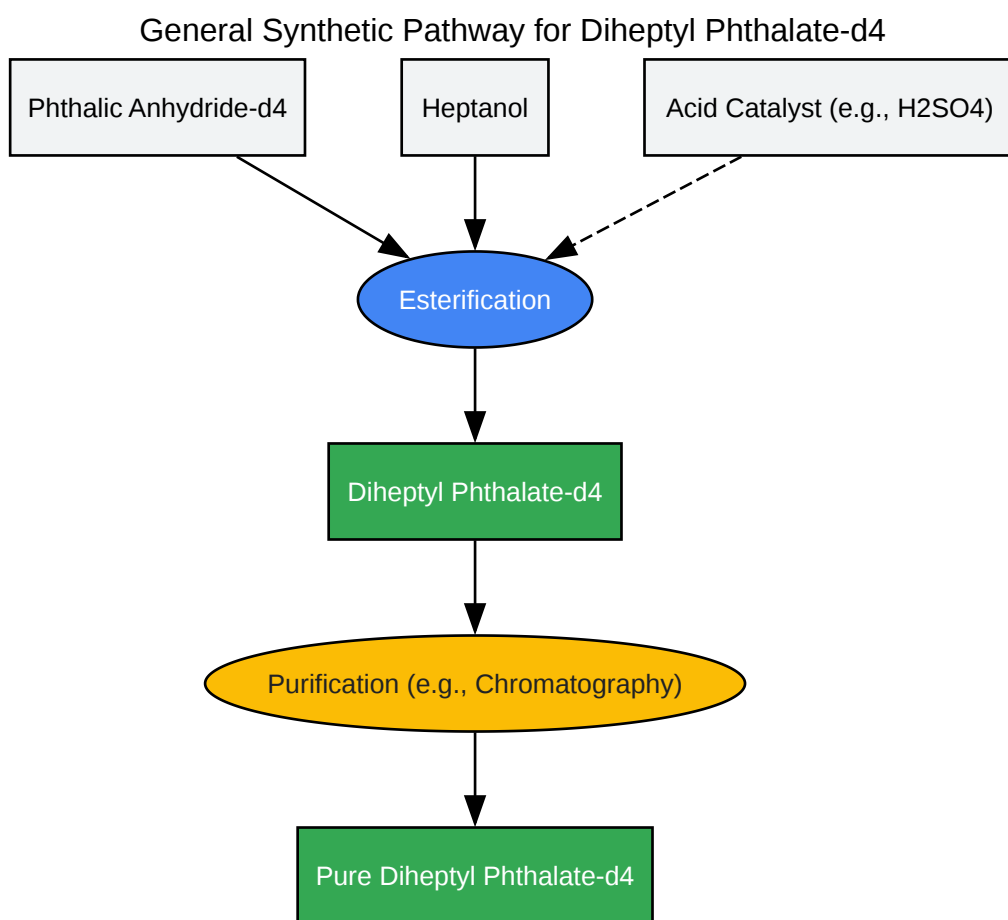 General Synthetic Pathway for Diheptyl Phthalate-d4
Phthalic Anhydride-d4
Heptanol
Acid Catalyst (e.g., H2SO4)
Esterification
Diheptyl Phthalate-d4
Purification (e.g., Chromatography)
Pure Diheptyl Phthalate-d4